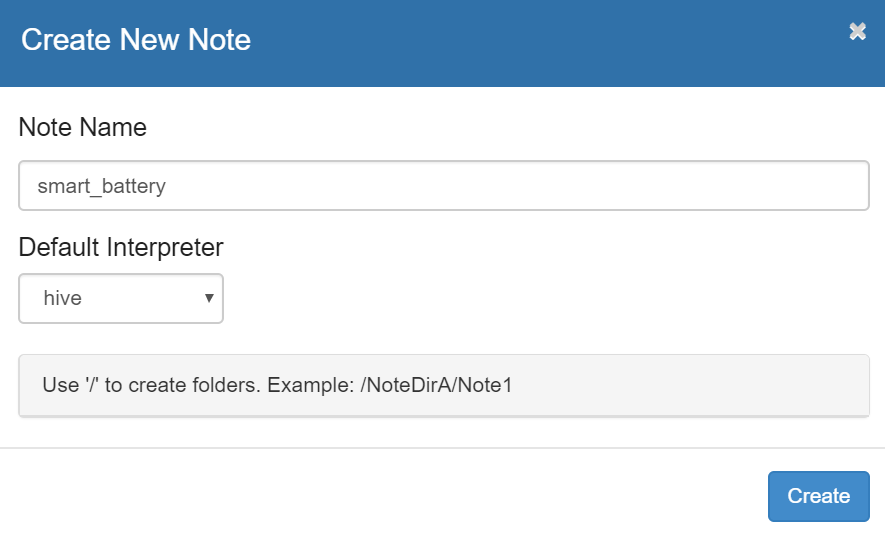 Create New Note
Note Name
smart_battery
Default Interpreter
hive
Use '/' to create folders. Example: /NoteDirA/Note1
Create